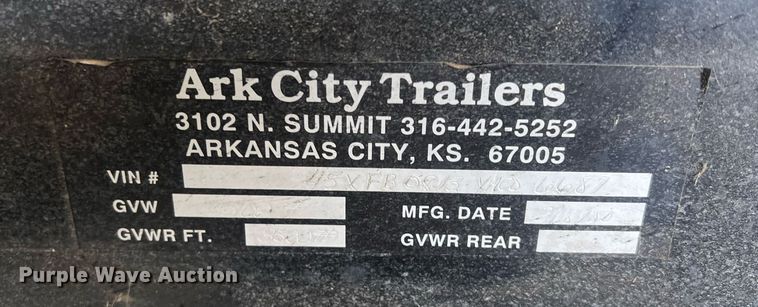 Ark City Trailers
3102 N. SUMMIT 316-442-5252
ARKANSAS CITY, KS. 67005
VIN #
GVW MFG. DATE
GVWR FT. GVWR REAR
Purple Wave Auction